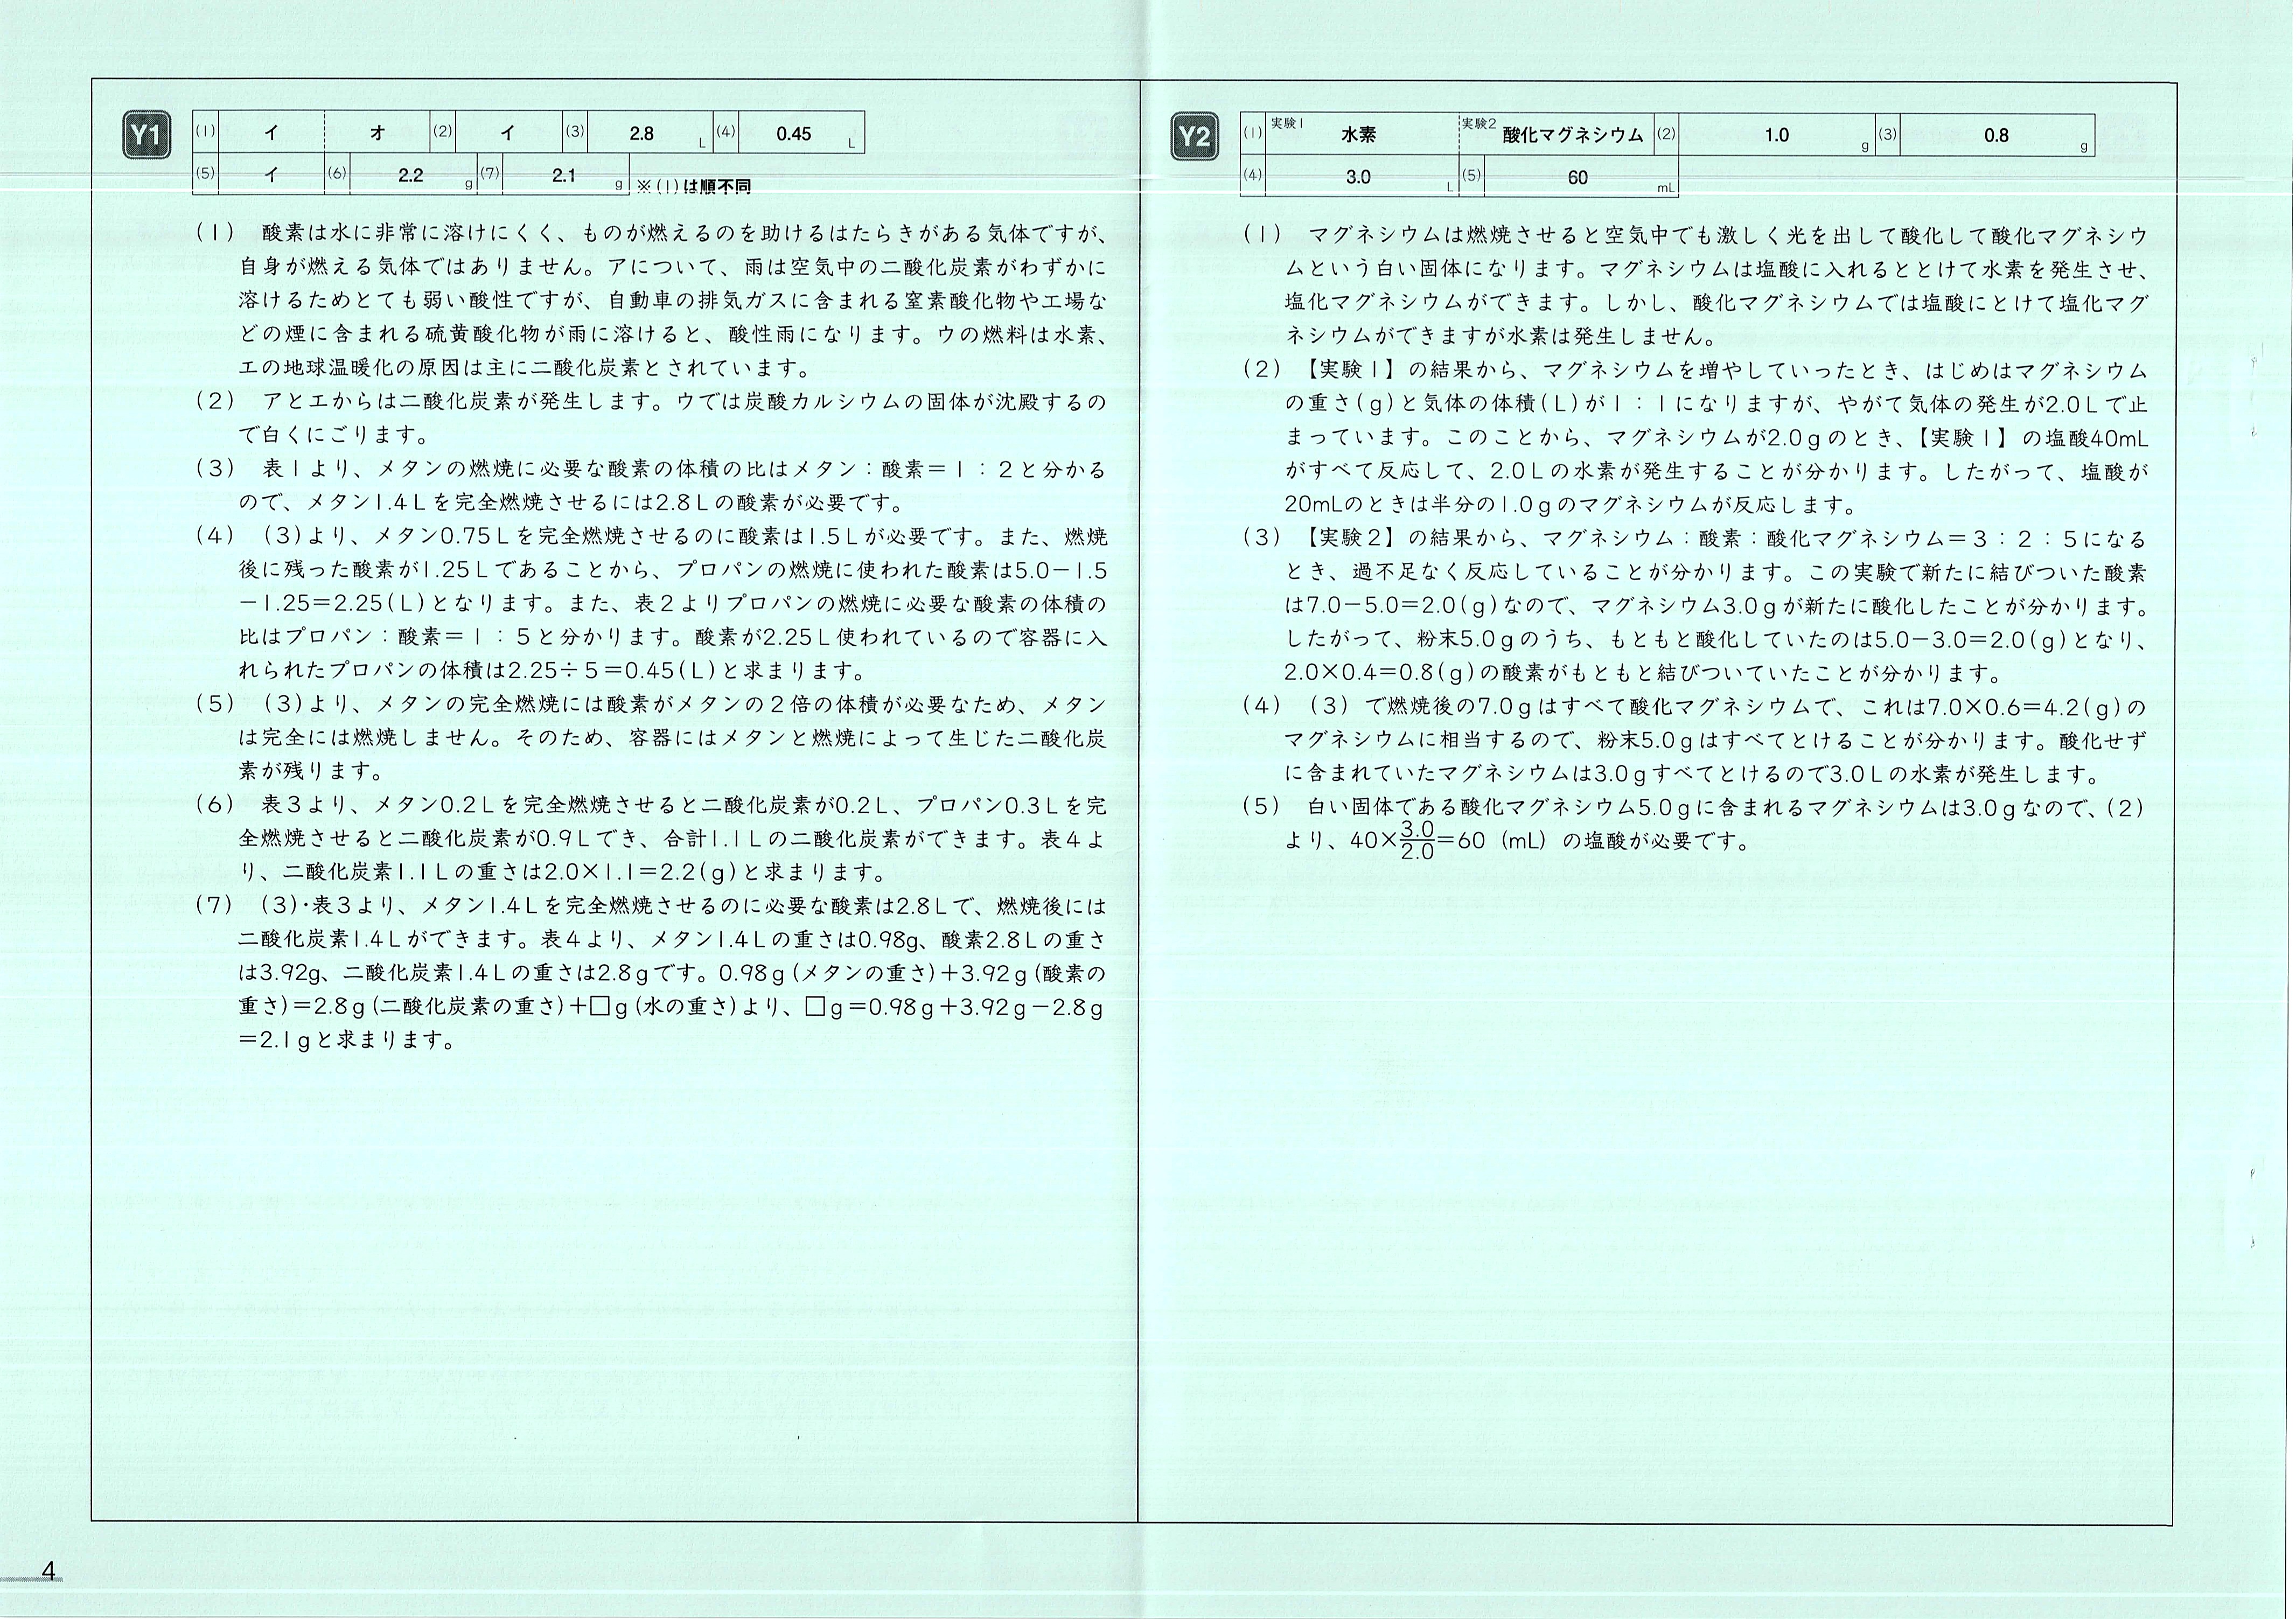 Y1
(1) イ オ (2) イ (3) 2.8 L (4) 0.45 L
(5) イ (6) 2.2 g (7) 2.1 g ※(1)は順不同
(1) 酸素は水に非常に溶けにくく、ものが燃えるのを助けるはたらきがある気体ですが、
自身が燃える気体ではありません。アについて、雨は空気中の二酸化炭素がわずかに
溶けるためとても弱い酸性ですが、自動車の排気ガスに含まれる窒素酸化物や工場な
どの煙に含まれる硫黄酸化物が雨に溶けると、酸性雨になります。ウの燃料は水素、
エの地球温暖化の原因は主に二酸化炭素とされています。
(2) アとエからは二酸化炭素が発生します。ウでは炭酸カルシウムの固体が沈殿するの
で白くにごります。
(3) 表1より、メタンの燃焼に必要な酸素の体積の比はメタン：酸素＝1：2と分かる
ので、メタン1.4Lを完全燃焼させるには2.8Lの酸素が必要です。
(4) (3)より、メタン0.75Lを完全燃焼させるのに酸素は1.5Lが必要です。また、燃焼
後に残った酸素が1.25Lであることから、プロパンの燃焼に使われた酸素は5.0－1.5
－1.25＝2.25(L)となります。また、表2よりプロパンの燃焼に必要な酸素の体積の
比はプロパン：酸素＝1：5と分かります。酸素が2.25L使われているので容器に入
れられたプロパンの体積は2.25÷5＝0.45(L)と求まります。
(5) (3)より、メタンの完全燃焼には酸素がメタンの2倍の体積が必要なため、メタン
は完全には燃焼しません。そのため、容器にはメタンと燃焼によって生じた二酸化炭
素が残ります。
(6) 表3より、メタン0.2Lを完全燃焼させると二酸化炭素が0.2L、プロパン0.3Lを完
全燃焼させると二酸化炭素が0.9Lでき、合計1.1Lの二酸化炭素ができます。表4よ
り、二酸化炭素1.1Lの重さは2.0×1.1＝2.2(g)と求まります。
(7) (3)・表3より、メタン1.4Lを完全燃焼させるのに必要な酸素は2.8Lで、燃焼後には
二酸化炭素1.4Lができます。表4より、メタン1.4Lの重さは0.98g、酸素2.8Lの重さ
は3.92g、二酸化炭素1.4Lの重さは2.8gです。0.98g(メタンの重さ)＋3.92g(酸素の
重さ)＝2.8g(二酸化炭素の重さ)＋□g(水の重さ)より、□g＝0.98g＋3.92g－2.8g
＝2.1gと求まります。
Y2
(1) 実験1 水素 実験2 酸化マグネシウム (2) 1.0 g (3) 0.8 g
(4) 3.0 L (5) 60 mL
(1) マグネシウムは燃焼させると空気中でも激しく光を出して酸化して酸化マグネシウ
ムという白い固体になります。マグネシウムは塩酸に入れるととけて水素を発生させ、
塩化マグネシウムができます。しかし、酸化マグネシウムでは塩酸にとけて塩化マグ
ネシウムができますが水素は発生しません。
(2) 【実験1】の結果から、マグネシウムを増やしていったとき、はじめはマグネシウム
の重さ(g)と気体の体積(L)が1：1になりますが、やがて気体の発生が2.0Lで止
まっています。このことから、マグネシウムが2.0gのとき、【実験1】の塩酸40mL
がすべて反応して、2.0Lの水素が発生することが分かります。したがって、塩酸が
20mLのときは半分の1.0gのマグネシウムが反応します。
(3) 【実験2】の結果から、マグネシウム：酸素：酸化マグネシウム＝3：2：5になる
とき、過不足なく反応していることが分かります。この実験で新たに結びついた酸素
は7.0－5.0＝2.0(g)なので、マグネシウム3.0gが新たに酸化したことが分かります。
したがって、粉末5.0gのうち、もともと酸化していたのは5.0－3.0＝2.0(g)となり、
2.0×0.4＝0.8(g)の酸素がもともと結びついていたことが分かります。
(4) (3)で燃焼後の7.0gはすべて酸化マグネシウムで、これは7.0×0.6＝4.2(g)の
マグネシウムに相当するので、粉末5.0gはすべてとけることが分かります。酸化せず
に含まれていたマグネシウムは3.0gすべてとけるので3.0Lの水素が発生します。
(5) 白い固体である酸化マグネシウム5.0gに含まれるマグネシウムは3.0gなので、(2)
より、40×3.0/2.0＝60 (mL) の塩酸が必要です。
4